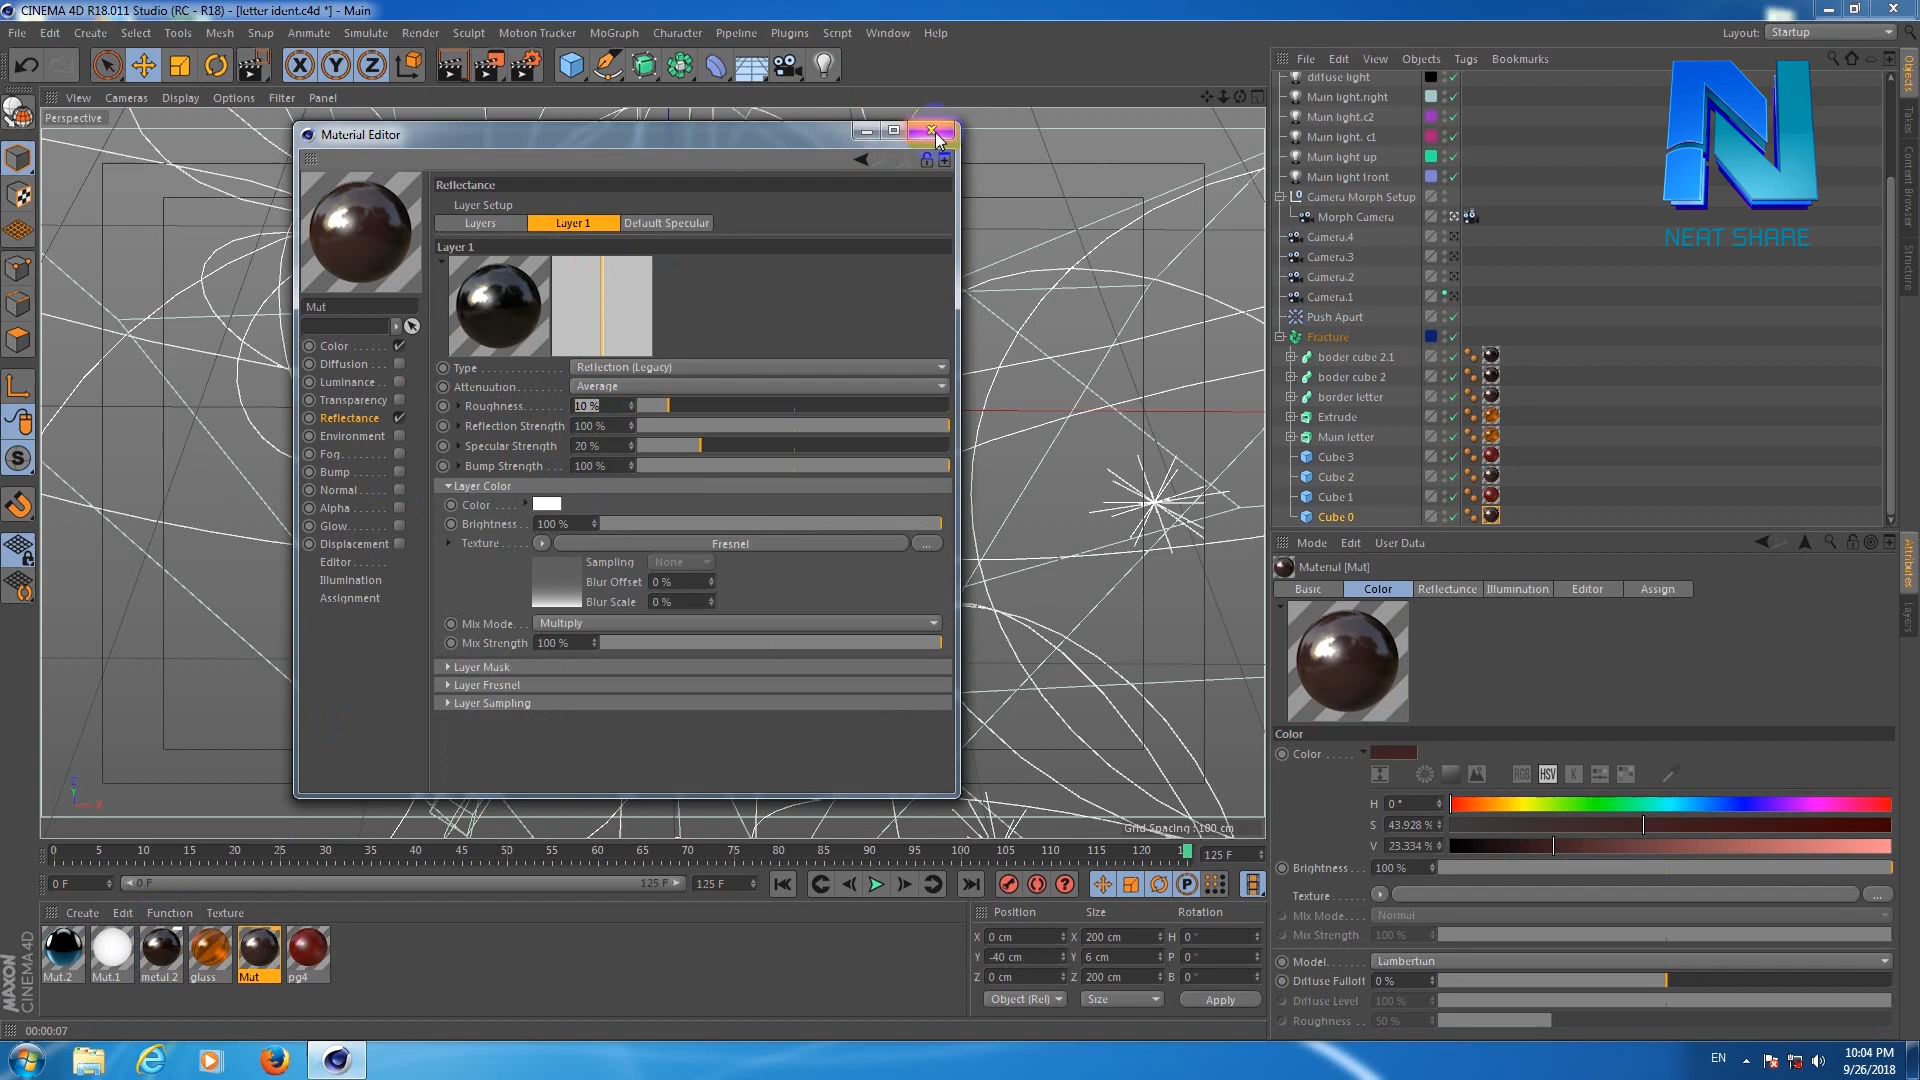 CINEMA 4D R18.011 Studio (RC - R18) - [letter ident.c4d *] - Main
File Edit Create Select Tools Mesh Snap Animate Simulate Render Sculpt Motion Tracker MoGraph Character Pipeline Plugins Script Window Help
Layout: Startup
View Cameras Display Options Filter Panel
Perspective
Material Editor
Mat
Color
Diffusion
Luminance
Transparency
Reflectance
Environment
Fog
Bump
Normal
Alpha
Glow
Displacement
Editor
Illumination
Assignment
Reflectance
Layer Setup
Layers Layer 1 Default Specular
Layer 1
Type Reflection (Legacy)
Attenuation Average
Roughness 10 %
Reflection Strength 100 %
Specular Strength 20 %
Bump Strength 100 %
Layer Color
Color
Brightness 100 %
Texture Fresnel ...
Sampling None
Blur Offset 0 %
Blur Scale 0 %
Mix Mode Multiply
Mix Strength 100 %
Layer Mask
Layer Fresnel
Layer Sampling
Grid Spacing : 100 cm
File Edit View Objects Tags Bookmarks
diffuse light
Main light.right
Main light.c2
Main light. c1
Main light up
Main light front
Camera Morph Setup
Morph Camera
Camera.4
Camera.3
Camera.2
Camera.1
Push Apart
Fracture
boder cube 2.1
boder cube 2
border letter
Extrude
Main letter
Cube 3
Cube 2
Cube 1
Cube 0
NEAT SHARE
Objects
Takes
Content Browser
Structure
Attributes
Layers
Mode Edit User Data
Material [Mat]
Basic Color Reflectance Illumination Editor Assign
Color
Color
RGB HSV K
H 0 °
S 43.928 %
V 23.334 %
Brightness 100 %
Texture ...
Mix Mode Normal
Mix Strength 100 %
Model Lambertian
Diffuse Falloff 0 %
Diffuse Level 100 %
Roughness 50 %
0 5 10 15 20 25 30 35 40 45 50 55 60 65 70 75 80 85 90 95 100 105 110 115 120 125 F
0 F 0 F 125 F 125 F
Create Edit Function Texture
Mat.2 Mat.1 metal 2 glass Mat pg4
MAXON
CINEMA 4D
Position Size Rotation
X 0 cm X 200 cm H 0 °
Y -40 cm Y 6 cm P 0 °
Z 0 cm Z 200 cm B 0 °
Object (Rel) Size Apply
00:00:07
EN
10:04 PM
9/26/2018